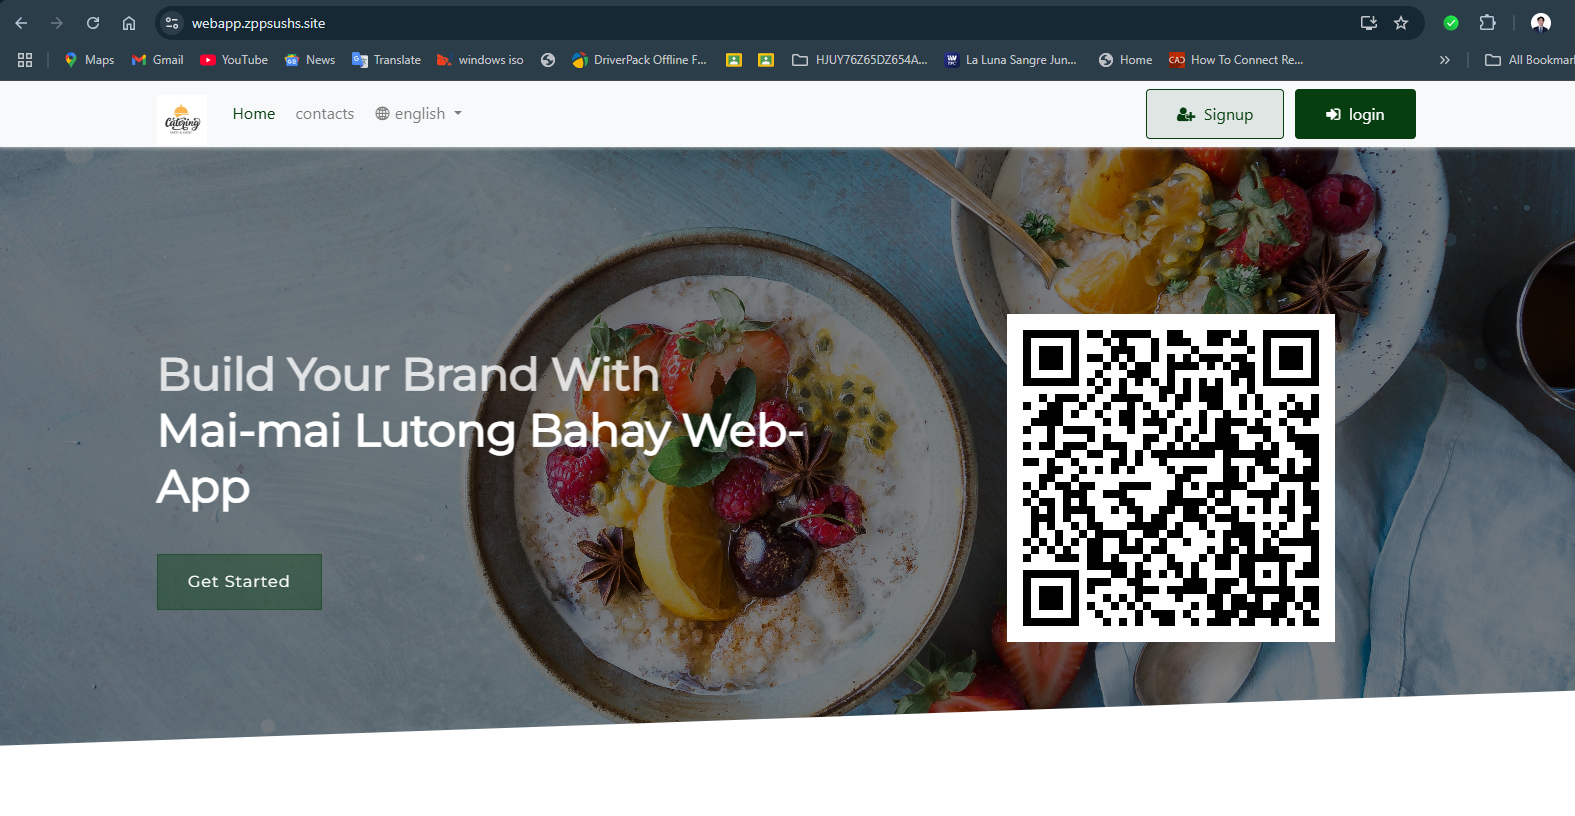 webapp.zppsushs.site
Maps
Gmail
YouTube
News
Translate
windows iso
DriverPack Offline F...
HJUY76Z65DZ654A...
La Luna Sangre Jun...
Home
How To Connect Re...
All Bookmar
Catering
Home
contacts
english
Signup
login
Build Your Brand With
Mai-mai Lutong Bahay Web-
App
Get Started